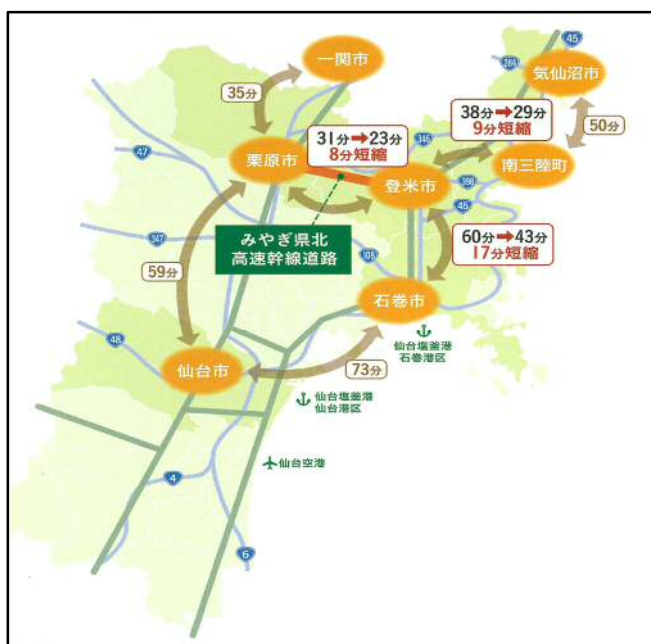 45
一関市
284
気仙沼市
35分
38分→29分
9分短縮
50分
31分→23分
8分短縮
346
47
栗原市
南三陸町
登米市
398
45
みやぎ県北
高速幹線道路
60分→43分
17分短縮
347
108
59分
石巻市
仙台塩釜港
石巻港区
48
仙台市
73分
仙台塩釜港
仙台港区
仙台空港
4
6